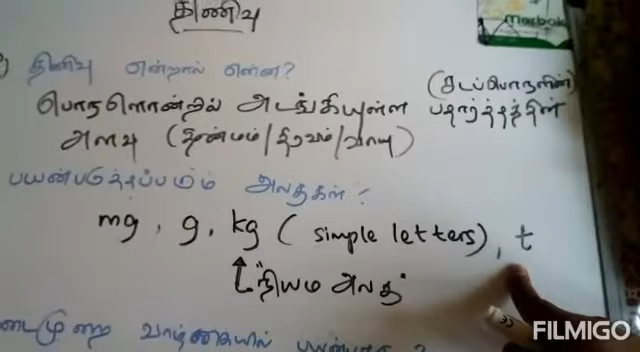 திணிவு
திணிவு என்றால் என்ன?
(சடப்பொருளின்)
பொருளொன்றில் அடங்கியுள்ள பதார்த்தத்தின்
அளவு (திண்மம்/திரவம்/வாயு)
பயன்படுத்தப்படும் அலகுகள் :
mg, g, kg (simple letters), t
நியம அலகு
வாழ்கையில்
FILMIGO